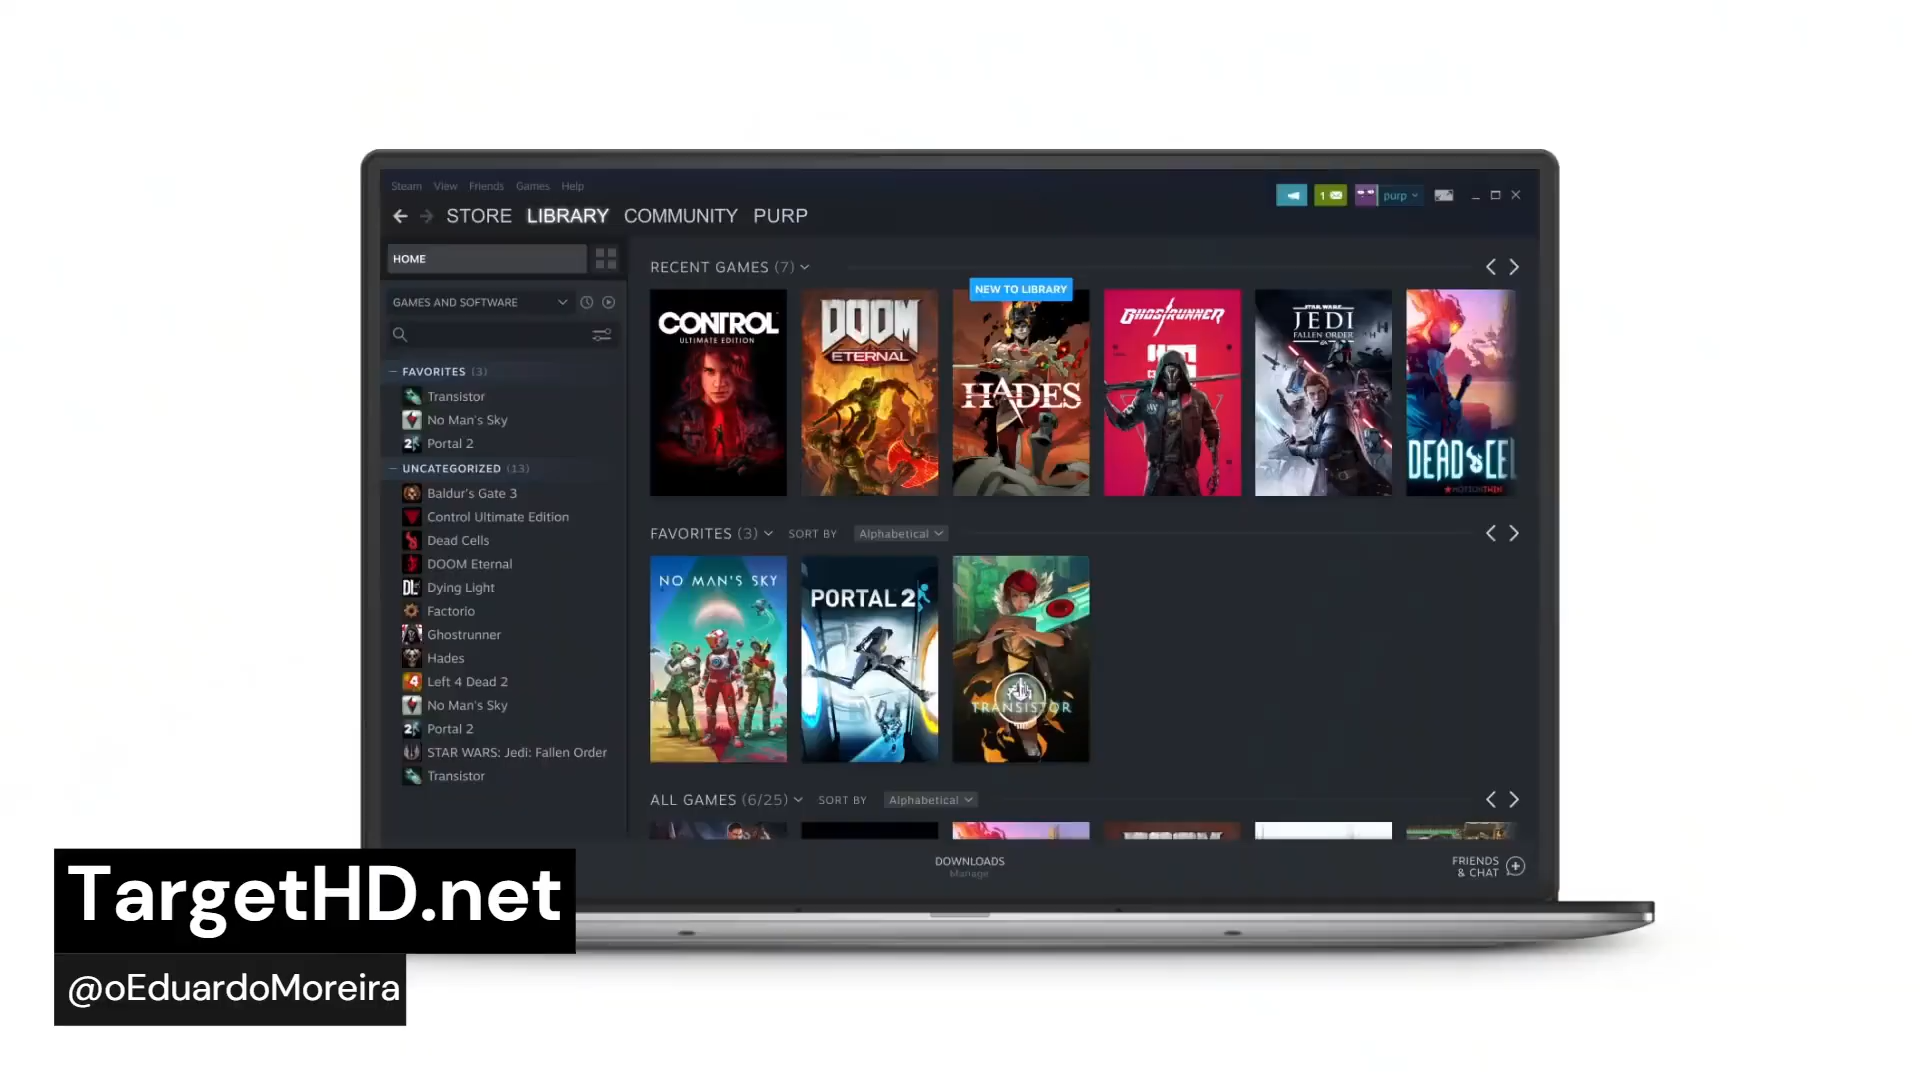 Steam View Friends Games Help
1
purp
STORE LIBRARY COMMUNITY PURP
HOME
GAMES AND SOFTWARE
FAVORITES (3)
Transistor
No Man's Sky
Portal 2
UNCATEGORIZED (13)
Baldur's Gate 3
Control Ultimate Edition
Dead Cells
DOOM Eternal
Dying Light
Factorio
Ghostrunner
Hades
Left 4 Dead 2
No Man's Sky
Portal 2
STAR WARS: Jedi: Fallen Order
Transistor
RECENT GAMES (7)
NEW TO LIBRARY
CONTROL
ULTIMATE EDITION
DOOM
ETERNAL
HADES
GHOSTRUNNER
STAR WARS
JEDI
FALLEN ORDER
DEAD CEL
MOTIONTWIN
FAVORITES (3) SORT BY Alphabetical
NO MAN'S SKY
PORTAL 2
TRANSISTOR
ALL GAMES (6/25) SORT BY Alphabetical
DOWNLOADS
Manage
FRIENDS
& CHAT
TargetHD.net
@oEduardoMoreira